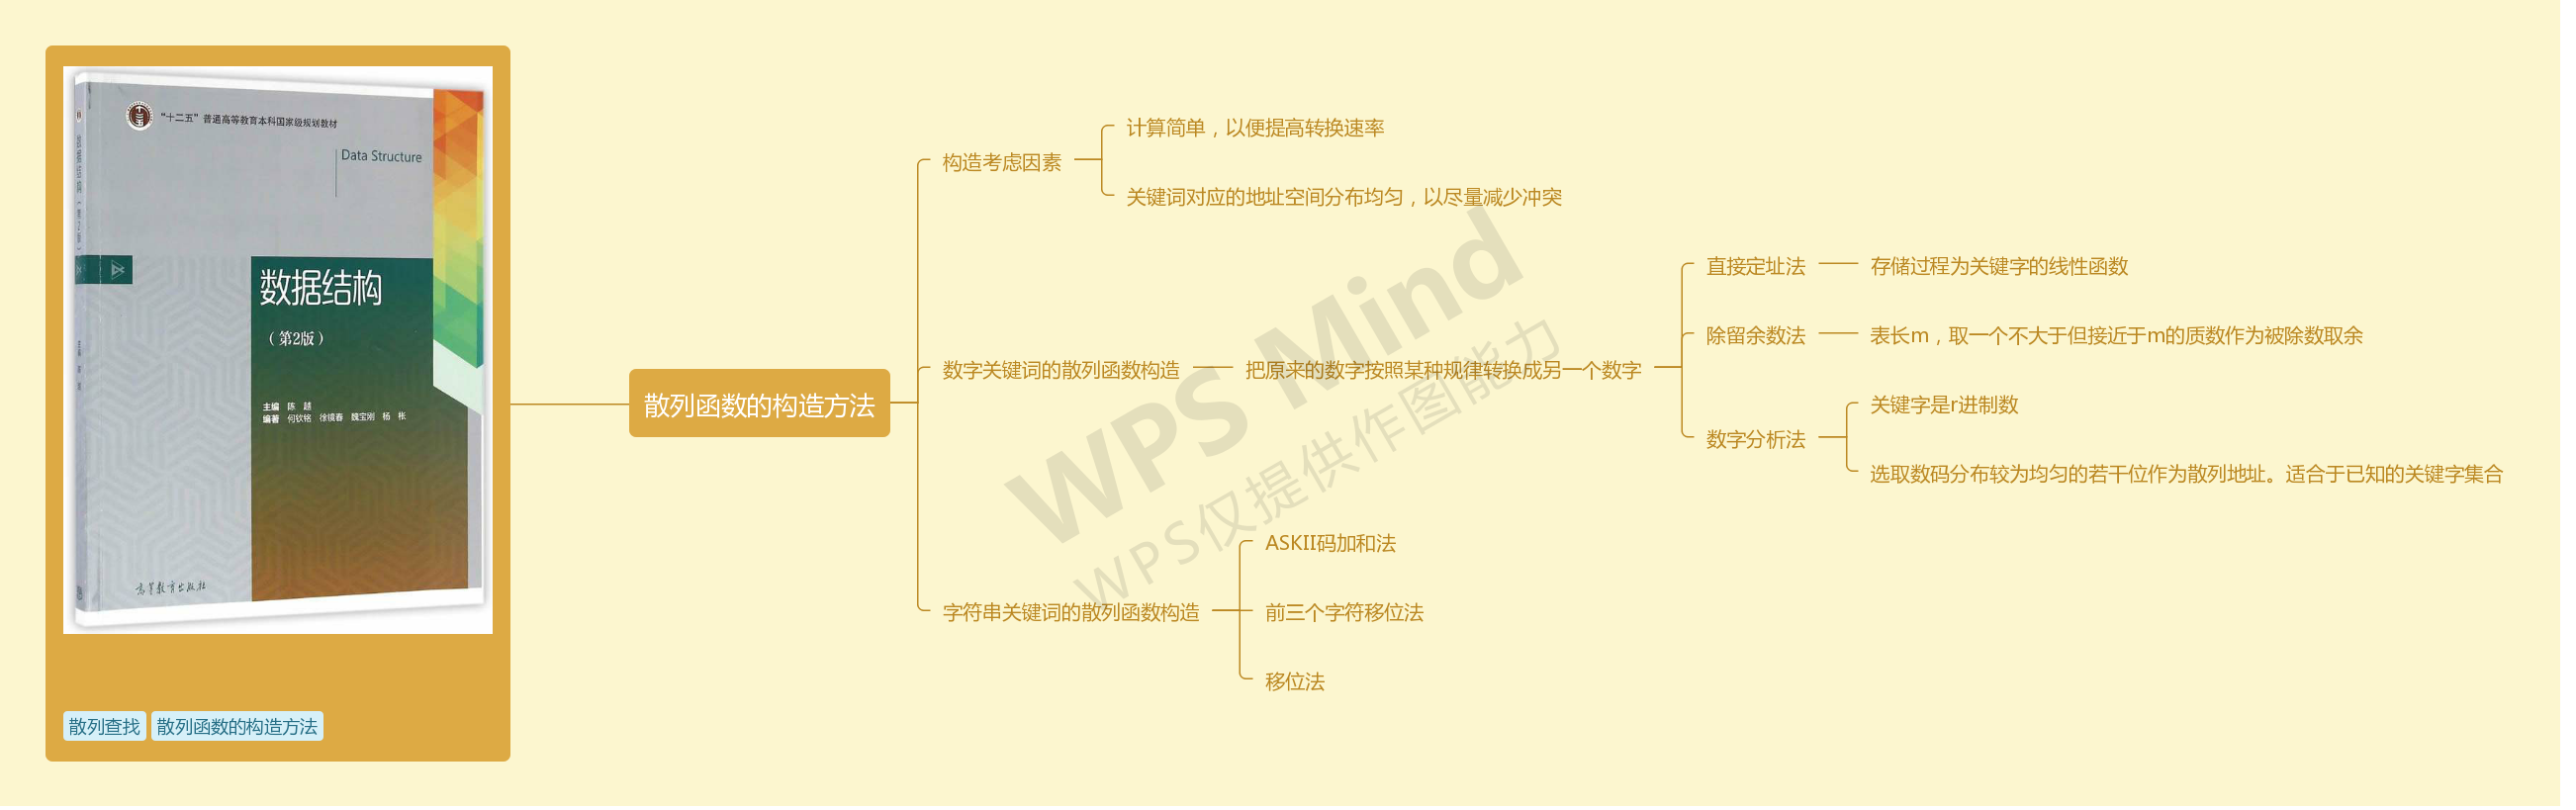 “十二五”普通高等教育本科国家级规划教材
Data Structure
数据结构
（第2版）
主编 陈 越
编著 何钦铭 徐镜春 魏宝刚 杨 枨
高等教育出版社
散列查找
散列函数的构造方法
散列函数的构造方法
构造考虑因素
计算简单，以便提高转换速率
关键词对应的地址空间分布均匀，以尽量减少冲突
数字关键词的散列函数构造
把原来的数字按照某种规律转换成另一个数字
直接定址法
存储过程为关键字的线性函数
除留余数法
表长m，取一个不大于但接近于m的质数作为被除数取余
数字分析法
关键字是r进制数
选取数码分布较为均匀的若干位作为散列地址。适合于已知的关键字集合
字符串关键词的散列函数构造
ASKII码加和法
前三个字符移位法
移位法
WPS Mind
WPS仅提供作图能力